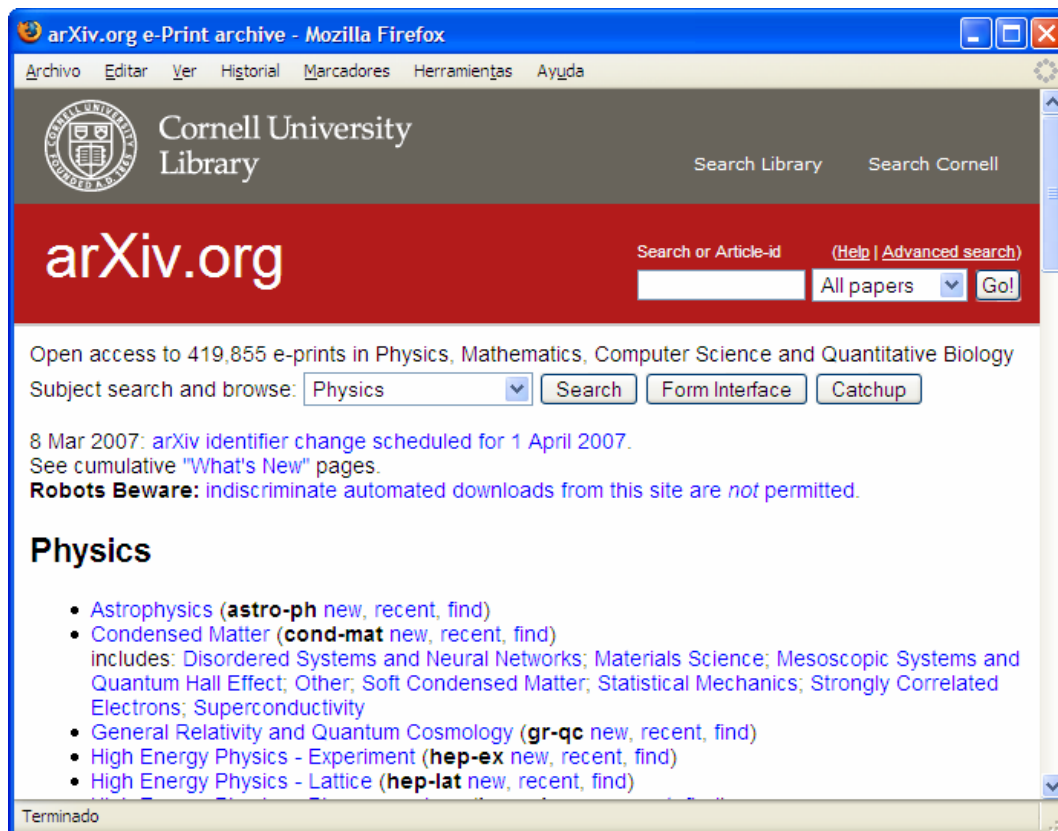 arXiv.org e-Print archive - Mozilla Firefox
Archivo Editar Ver Historial Marcadores Herramientas Ayuda
CORNELL UNIVERSITY
FOUNDED A.D. 1865
Cornell University
Library
Search Library Search Cornell
arXiv.org
Search or Article-id (Help | Advanced search)
All papers Go!
Open access to 419,855 e-prints in Physics, Mathematics, Computer Science and Quantitative Biology
Subject search and browse: Physics Search Form Interface Catchup
8 Mar 2007: arXiv identifier change scheduled for 1 April 2007.
See cumulative "What's New" pages.
Robots Beware: indiscriminate automated downloads from this site are not permitted.
Physics
• Astrophysics (astro-ph new, recent, find)
• Condensed Matter (cond-mat new, recent, find)
includes: Disordered Systems and Neural Networks; Materials Science; Mesoscopic Systems and
Quantum Hall Effect; Other; Soft Condensed Matter; Statistical Mechanics; Strongly Correlated
Electrons; Superconductivity
• General Relativity and Quantum Cosmology (gr-qc new, recent, find)
• High Energy Physics - Experiment (hep-ex new, recent, find)
• High Energy Physics - Lattice (hep-lat new, recent, find)
Terminado